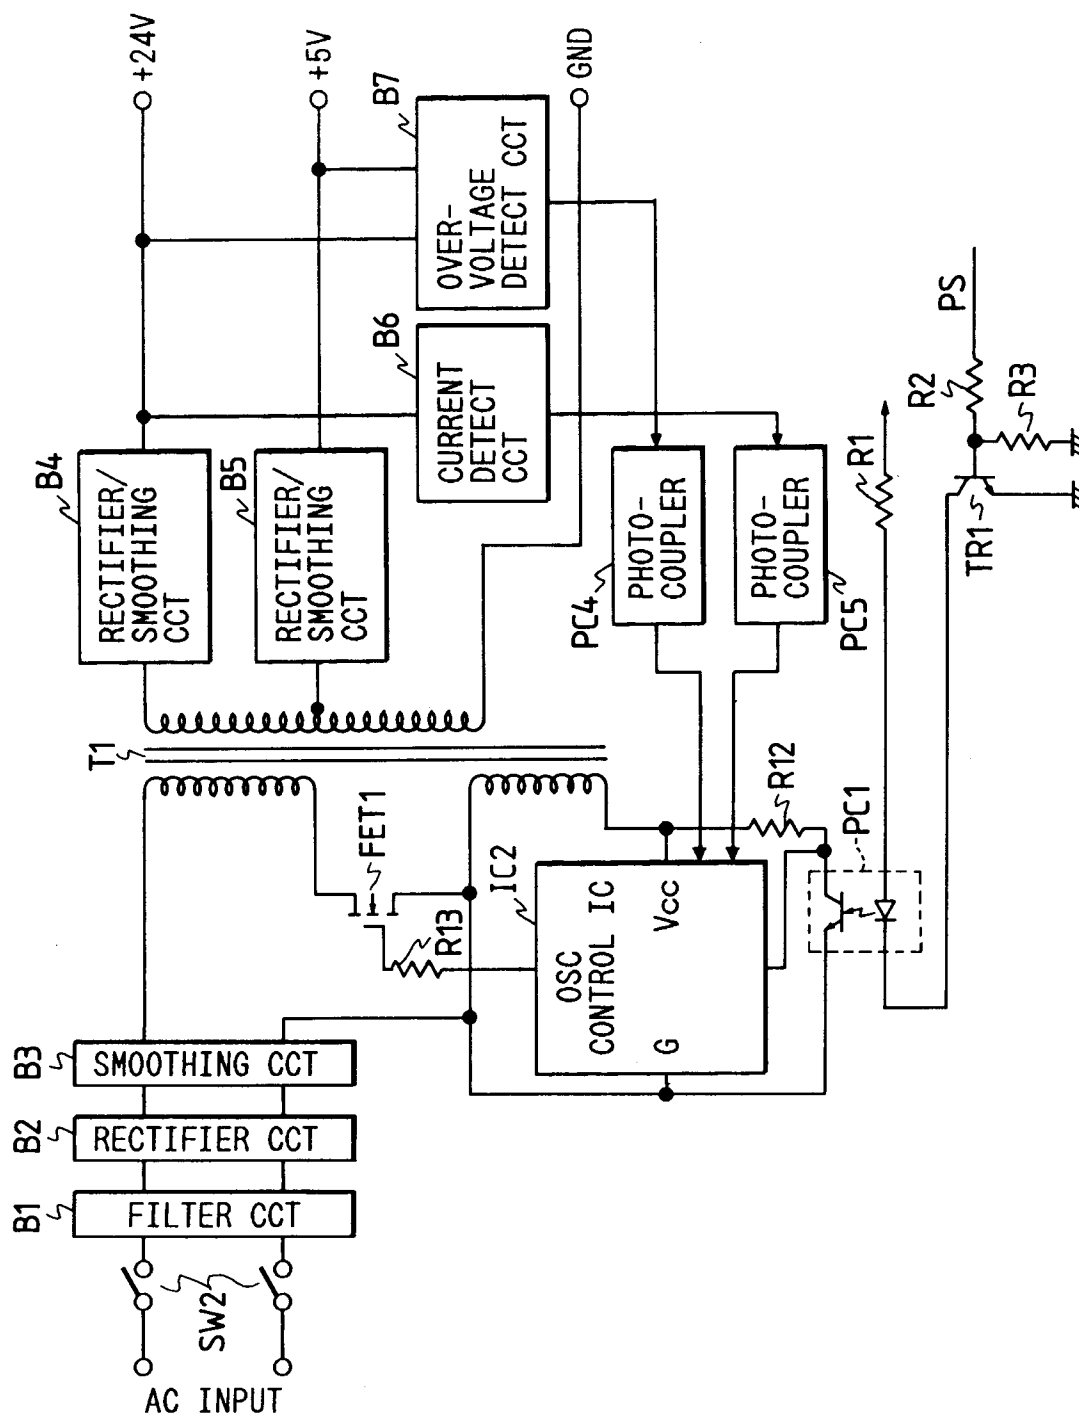 AC INPUT
SW2
B1
FILTER CCT
B2
RECTIFIER CCT
B3
SMOOTHING CCT
T1
FET1
R13
IC2
OSC
CONTROL IC
G
Vcc
R12
PC1
B4
RECTIFIER/
SMOOTHING
CCT
B5
RECTIFIER/
SMOOTHING
CCT
B6
CURRENT
DETECT
CCT
B7
OVER-
VOLTAGE
DETECT CCT
+24V
+5V
GND
PC4
PHOTO-
COUPLER
PC5
PHOTO-
COUPLER
R1
TR1
R2
R3
PS